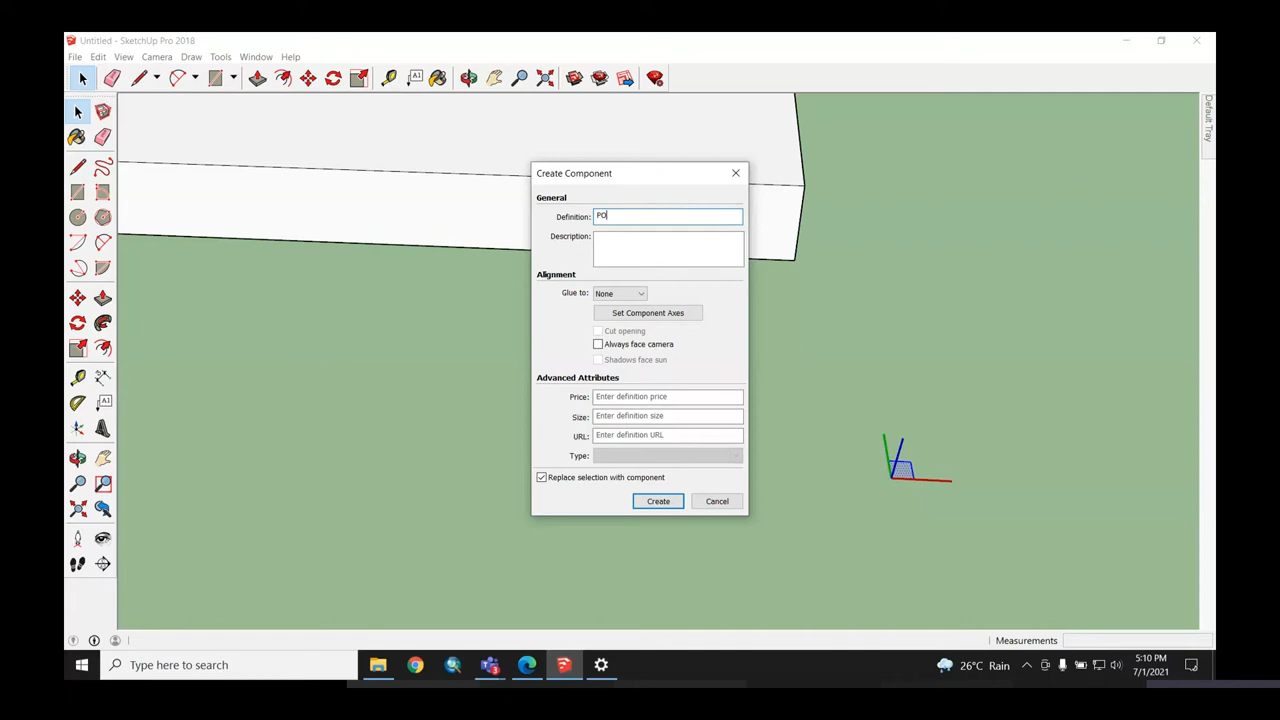 Untitled - SketchUp Pro 2018
File Edit View Camera Draw Tools Window Help
A1
Default Tray
Create Component
General
Definition: PO
Description:
Alignment
Glue to: None
Set Component Axes
Cut opening
Always face camera
Shadows face sun
Advanced Attributes
Price: Enter definition price
Size: Enter definition size
URL: Enter definition URL
Type:
Replace selection with component
Create Cancel
A1
Measurements
Type here to search
26°C Rain
5:10 PM
7/1/2021